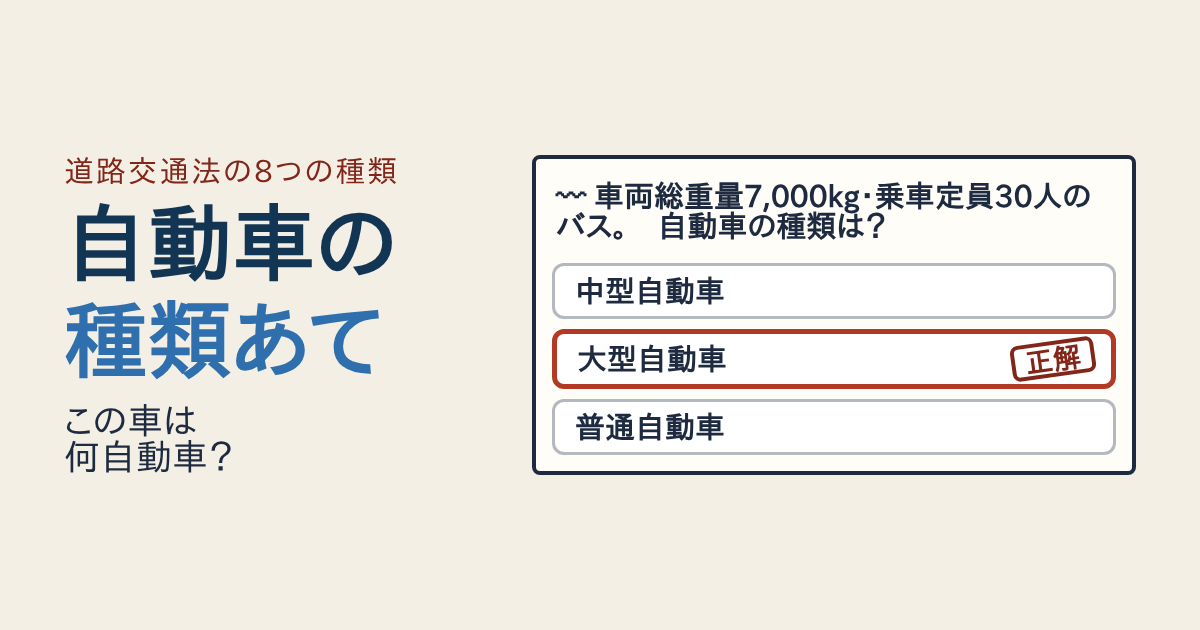 道路交通法の8つの種類
自動車の
種類あて
この車は
何自動車？
〰 車両総重量7,000kg・乗車定員30人の
バス。　自動車の種類は？
中型自動車
大型自動車
正解
普通自動車